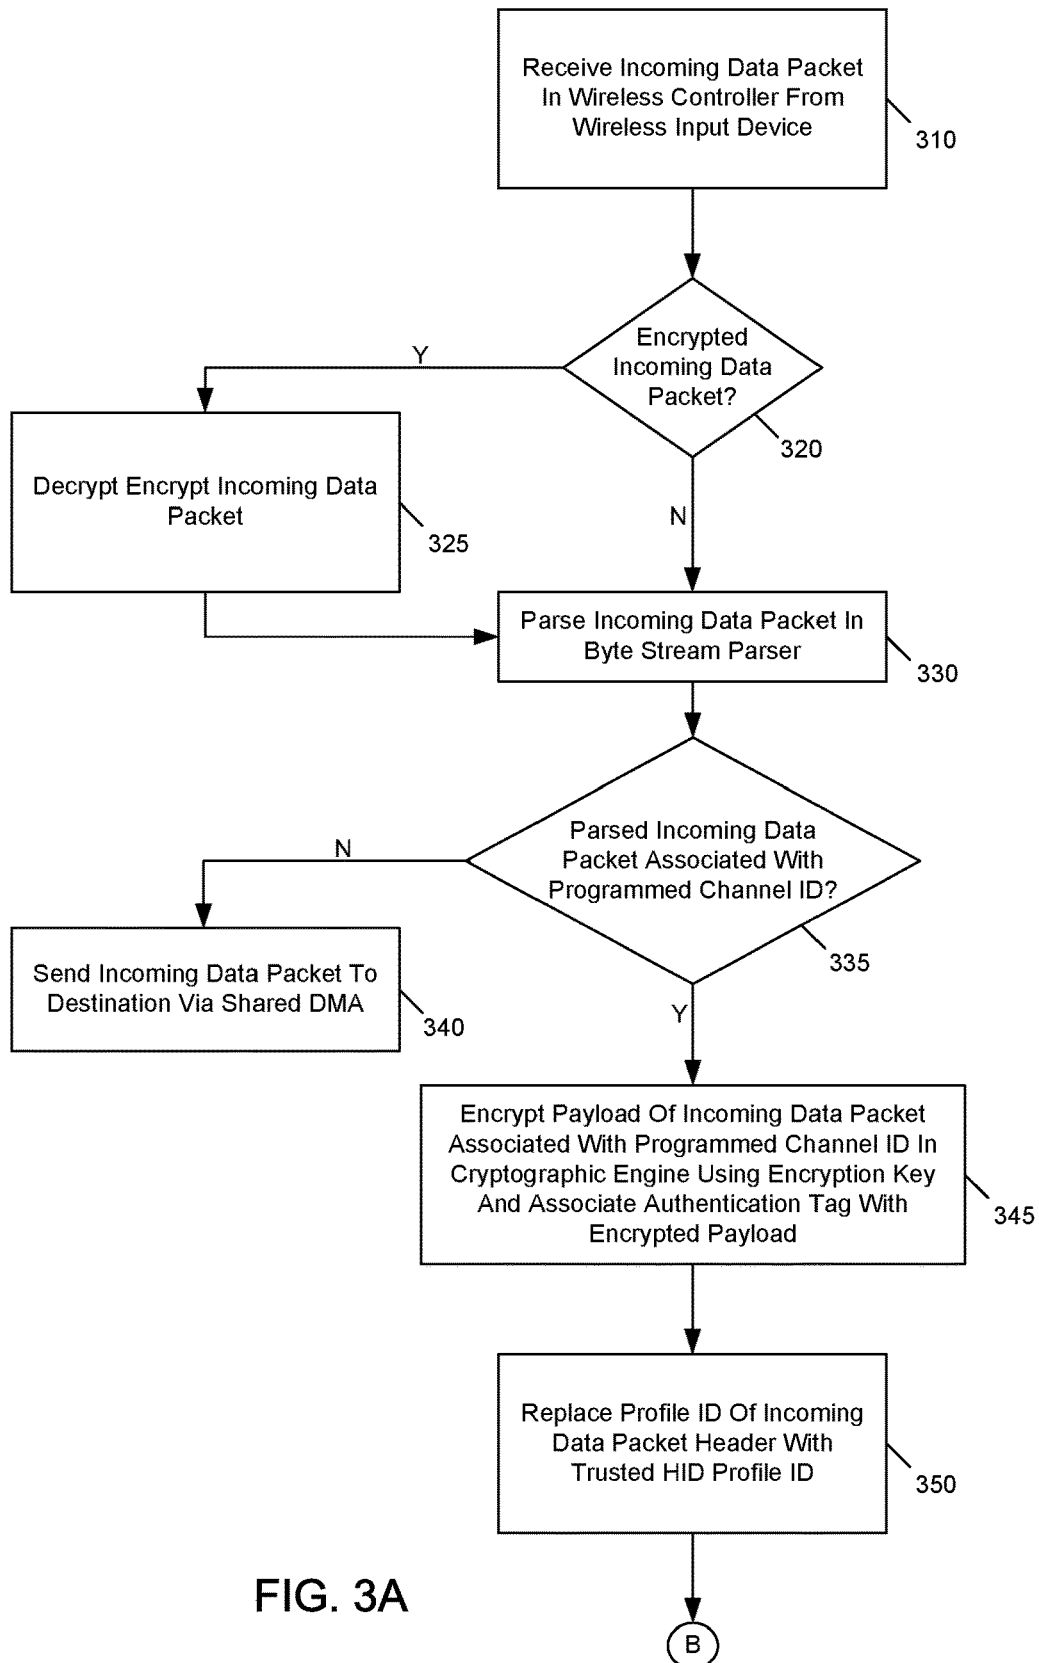 Receive Incoming Data Packet
In Wireless Controller From
Wireless Input Device
310
Encrypted
Incoming Data
Packet?
320
Y
N
Decrypt Encrypt Incoming Data
Packet
325
Parse Incoming Data Packet In
Byte Stream Parser
330
Parsed Incoming Data
Packet Associated With
Programmed Channel ID?
335
N
Y
Send Incoming Data Packet To
Destination Via Shared DMA
340
Encrypt Payload Of Incoming Data Packet
Associated With Programmed Channel ID In
Cryptographic Engine Using Encryption Key
And Associate Authentication Tag With
Encrypted Payload
345
Replace Profile ID Of Incoming
Data Packet Header With
Trusted HID Profile ID
350
FIG. 3A
B